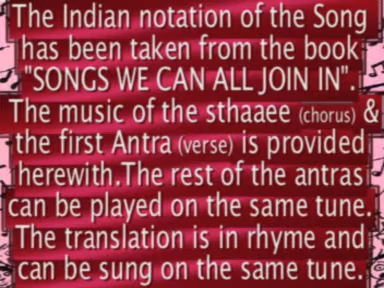 The Indian notation of the Song
has been taken from the book
"SONGS WE CAN ALL JOIN IN".
The music of the sthaaee (chorus) &
the first Antra (verse) is provided
herewith.The rest of the antras
can be played on the same tune.
The translation is in rhyme and
can be sung on the same tune.